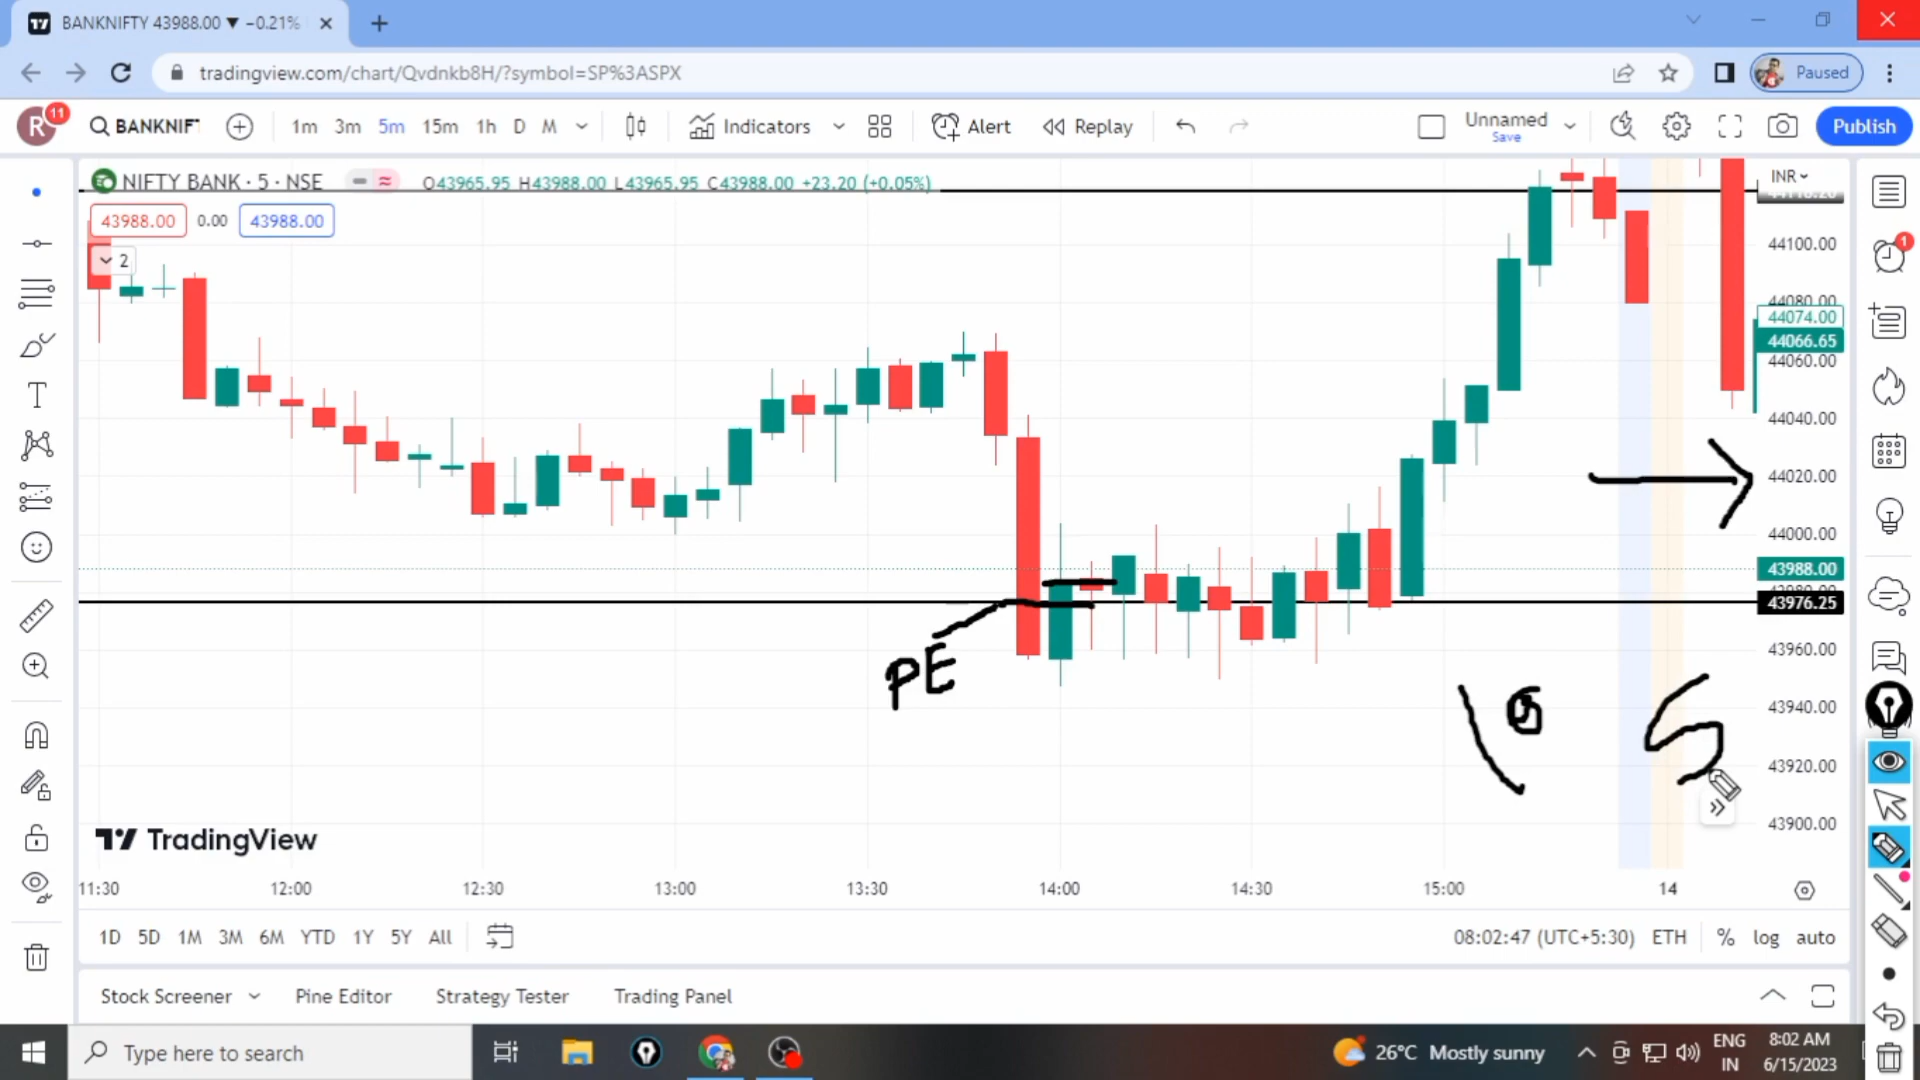 BANKNIFTY 43988.00 ▼ −0.21%
tradingview.com/chart/Qvdnkb8H/?symbol=SP%3ASPX
Paused
R 11
BANKNIF
1m 3m 5m 15m 1h D M
Indicators
Alert
Replay
Unnamed
Save
Publish
NIFTY BANK · 5 · NSE
O43965.95 H43988.00 L43965.95 C43988.00 +23.20 (+0.05%)
INR
43988.00 0.00 43988.00
2
44100.00
44080.00
44074.00
44066.65
44060.00
44040.00
44020.00
44000.00
43988.00
43976.25
43960.00
43940.00
43920.00
43900.00
1
PE
5
TradingView
11:30 12:00 12:30 13:00 13:30 14:00 14:30 15:00 14
1D 5D 1M 3M 6M YTD 1Y 5Y All
08:02:47 (UTC+5:30) ETH % log auto
Stock Screener Pine Editor Strategy Tester Trading Panel
Type here to search
26°C Mostly sunny
ENG
IN
8:02 AM
6/15/2023